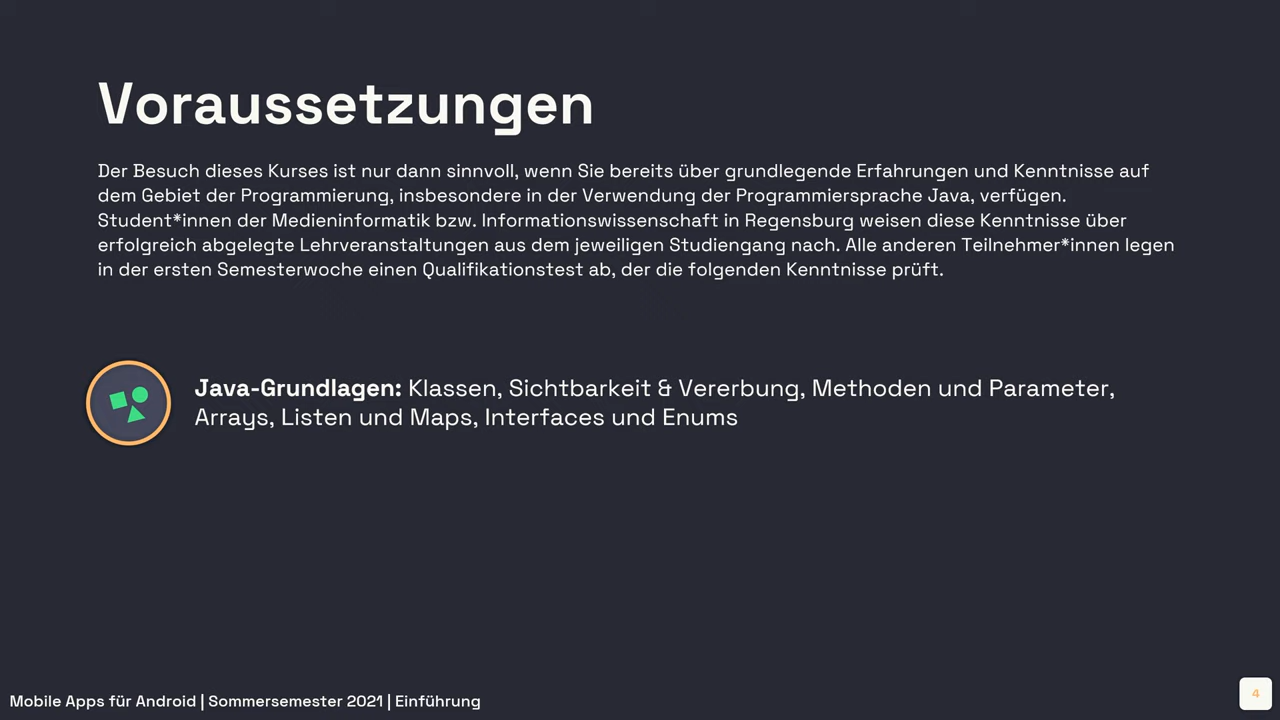 Voraussetzungen
Der Besuch dieses Kurses ist nur dann sinnvoll, wenn Sie bereits über grundlegende Erfahrungen und Kenntnisse auf
dem Gebiet der Programmierung, insbesondere in der Verwendung der Programmiersprache Java, verfügen.
Student*innen der Medieninformatik bzw. Informationswissenschaft in Regensburg weisen diese Kenntnisse über
erfolgreich abgelegte Lehrveranstaltungen aus dem jeweiligen Studiengang nach. Alle anderen Teilnehmer*innen legen
in der ersten Semesterwoche einen Qualifikationstest ab, der die folgenden Kenntnisse prüft.
Java-Grundlagen: Klassen, Sichtbarkeit & Vererbung, Methoden und Parameter,
Arrays, Listen und Maps, Interfaces und Enums
Mobile Apps für Android | Sommersemester 2021 | Einführung
4